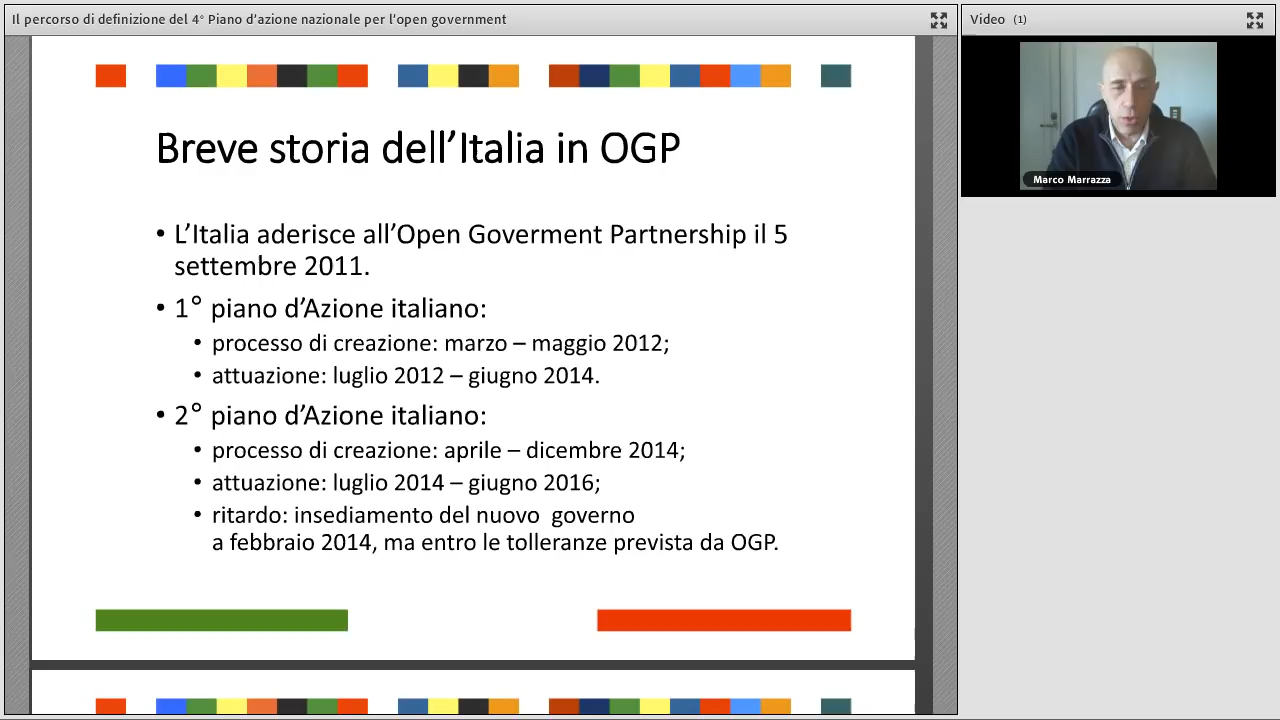 Il percorso di definizione del 4° Piano d'azione nazionale per l'open government
Video (1)
Marco Marrazza
Breve storia dell'Italia in OGP
• L'Italia aderisce all'Open Goverment Partnership il 5
settembre 2011.
• 1° piano d'Azione italiano:
• processo di creazione: marzo – maggio 2012;
• attuazione: luglio 2012 – giugno 2014.
• 2° piano d'Azione italiano:
• processo di creazione: aprile – dicembre 2014;
• attuazione: luglio 2014 – giugno 2016;
• ritardo: insediamento del nuovo governo
a febbraio 2014, ma entro le tolleranze prevista da OGP.